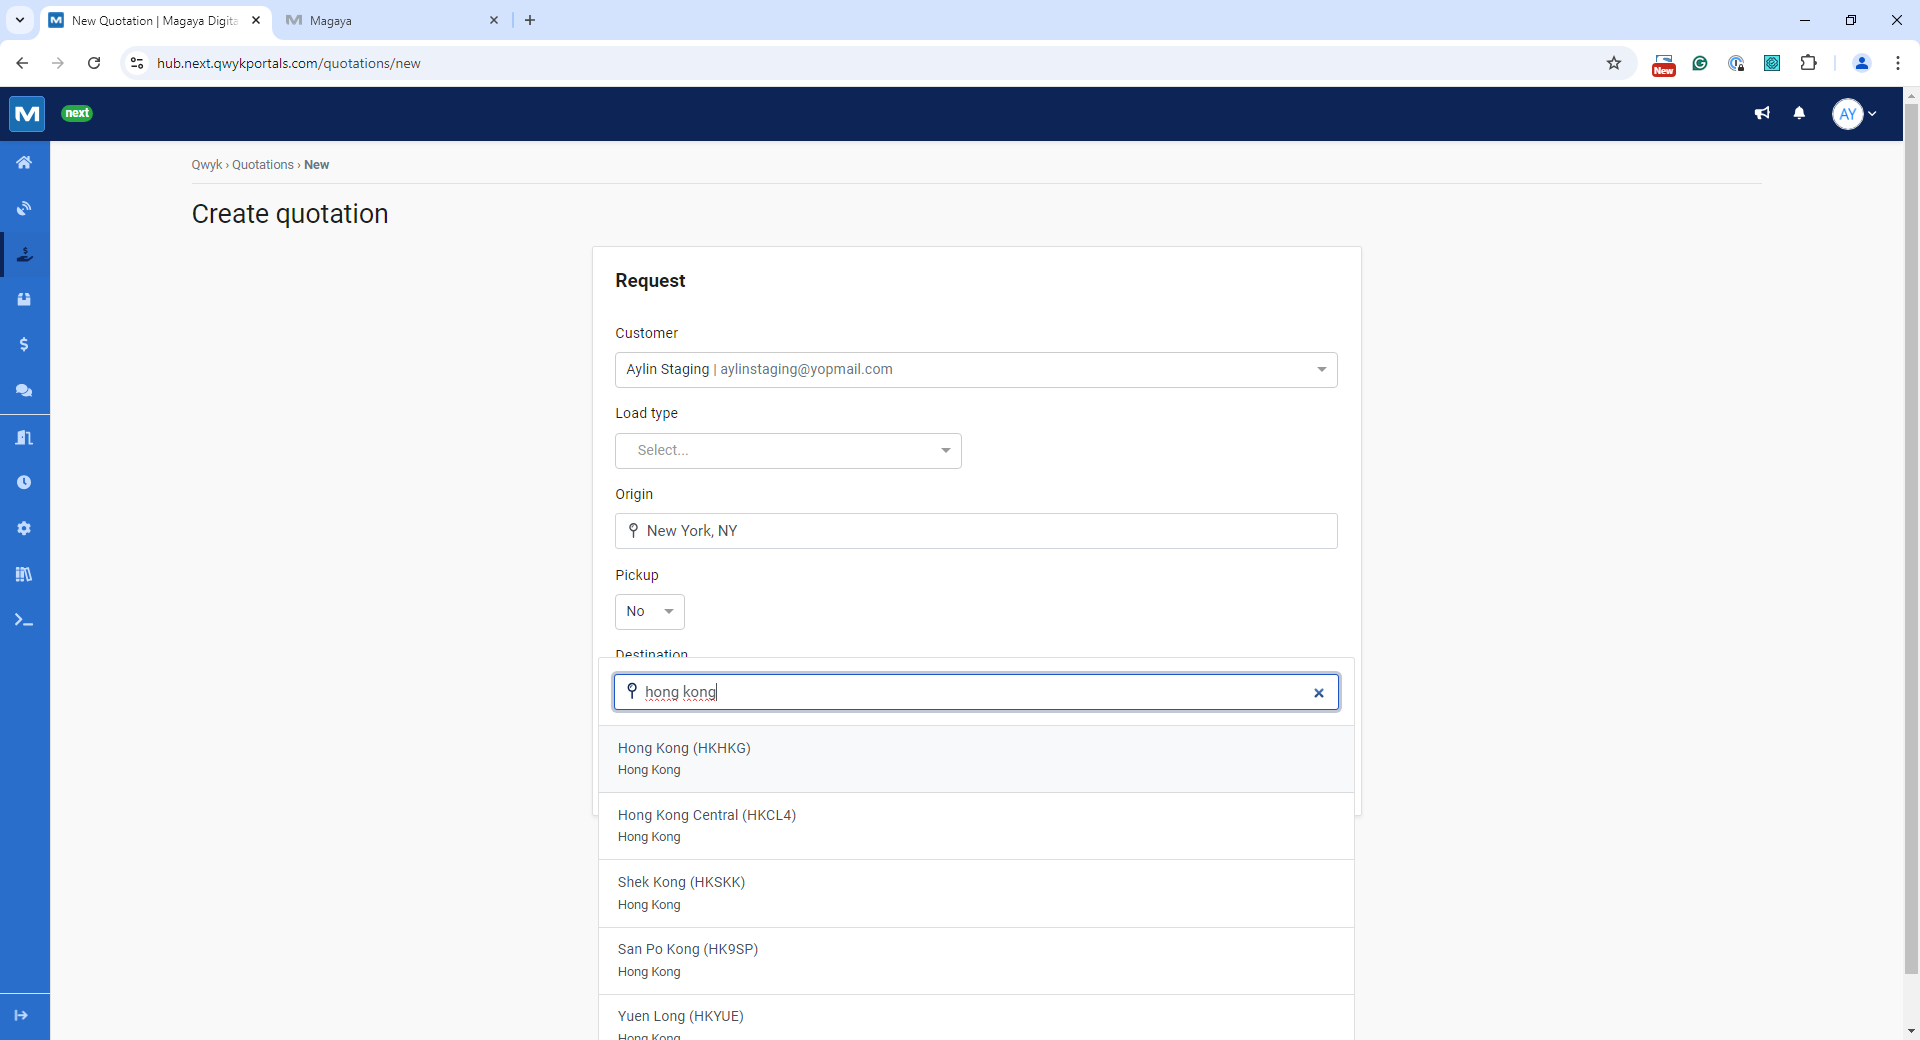 New Quotation | Magaya Digita
Magaya
hub.next.qwykportals.com/quotations/new
New
next
AY
Qwyk › Quotations › New
Create quotation
Request
Customer
Aylin Staging | aylinstaging@yopmail.com
Load type
Select...
Origin
New York, NY
Pickup
No
Destination
hong kong
Hong Kong (HKHKG)
Hong Kong
Hong Kong Central (HKCL4)
Hong Kong
Shek Kong (HKSKK)
Hong Kong
San Po Kong (HK9SP)
Hong Kong
Yuen Long (HKYUE)
Hong Kong